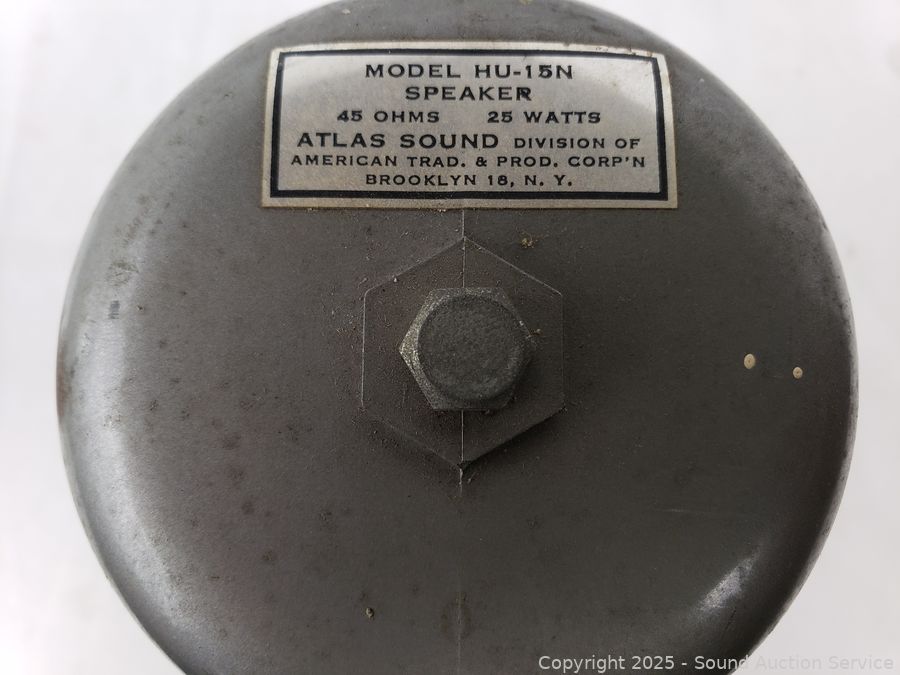 MODEL HU-15N
SPEAKER
45 OHMS 25 WATTS
ATLAS SOUND DIVISION OF
AMERICAN TRAD. & PROD. CORP'N
BROOKLYN 18, N. Y.
Copyright © 2025 - Sound Auction Service